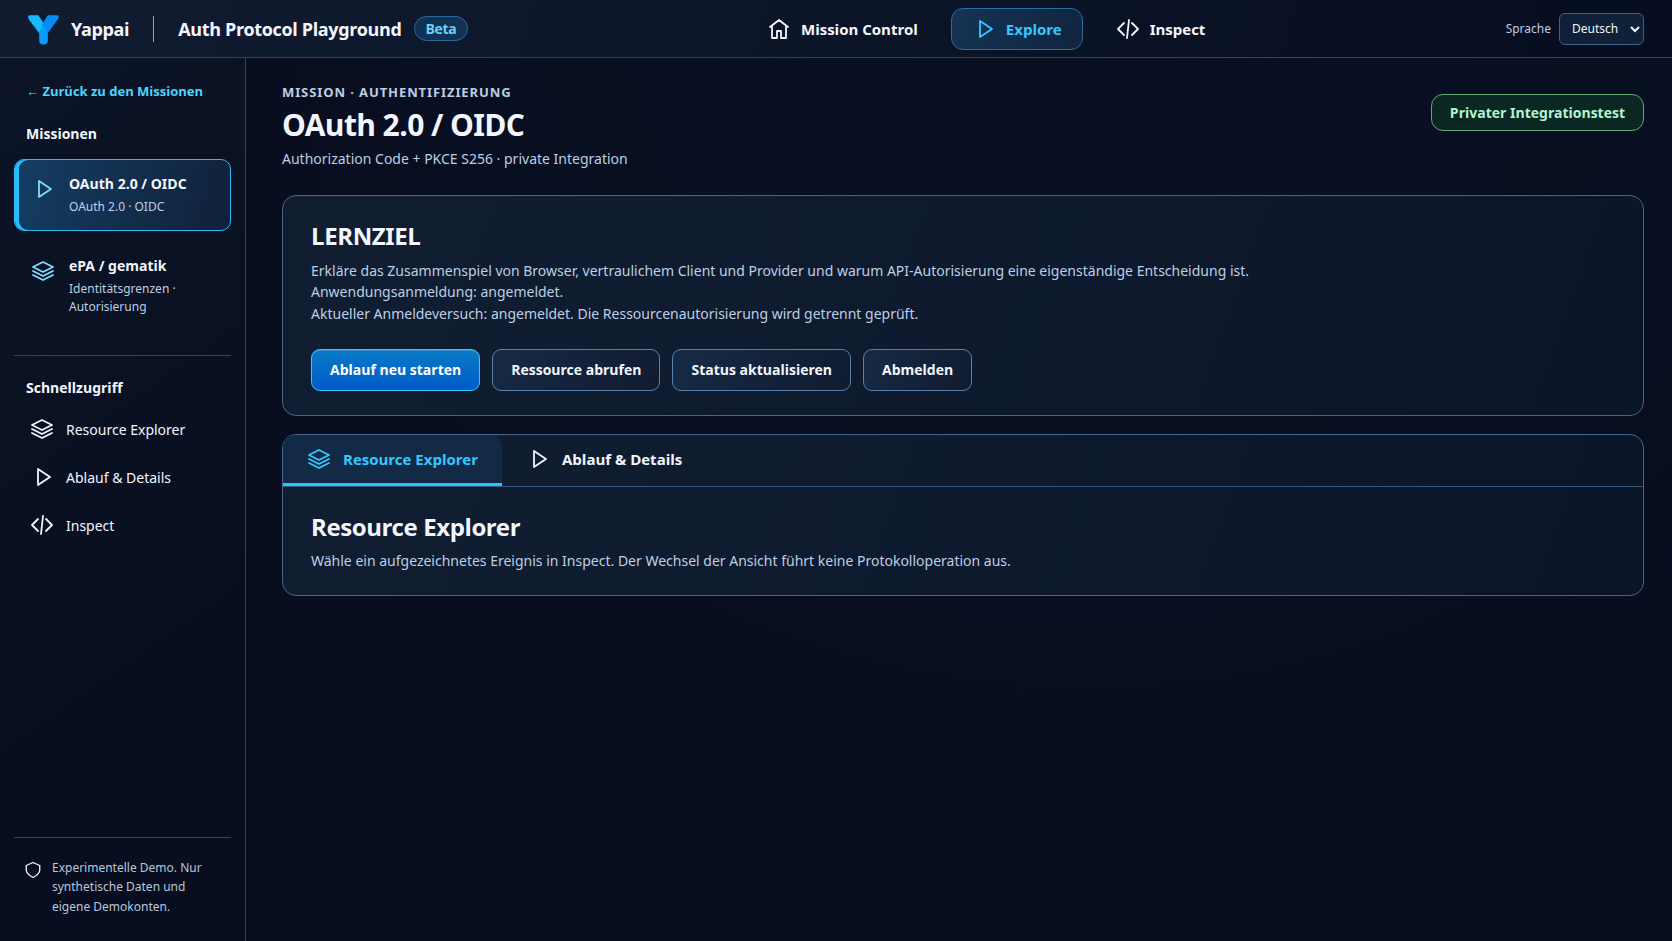 Yappai
Auth Protocol Playground
Beta
Mission Control
Explore
Inspect
Sprache
Deutsch
← Zurück zu den Missionen
Missionen
OAuth 2.0 / OIDC
OAuth 2.0 · OIDC
ePA / gematik
Identitätsgrenzen ·
Autorisierung
Schnellzugriff
Resource Explorer
Ablauf & Details
Inspect
Experimentelle Demo. Nur
synthetische Daten und
eigene Demokonten.
MISSION · AUTHENTIFIZIERUNG
OAuth 2.0 / OIDC
Authorization Code + PKCE S256 · private Integration
Privater Integrationstest
LERNZIEL
Erkläre das Zusammenspiel von Browser, vertraulichem Client und Provider und warum API-Autorisierung eine eigenständige Entscheidung ist.
Anwendungsanmeldung: angemeldet.
Aktueller Anmeldeversuch: angemeldet. Die Ressourcenautorisierung wird getrennt geprüft.
Ablauf neu starten
Ressource abrufen
Status aktualisieren
Abmelden
Resource Explorer
Ablauf & Details
Resource Explorer
Wähle ein aufgezeichnetes Ereignis in Inspect. Der Wechsel der Ansicht führt keine Protokolloperation aus.